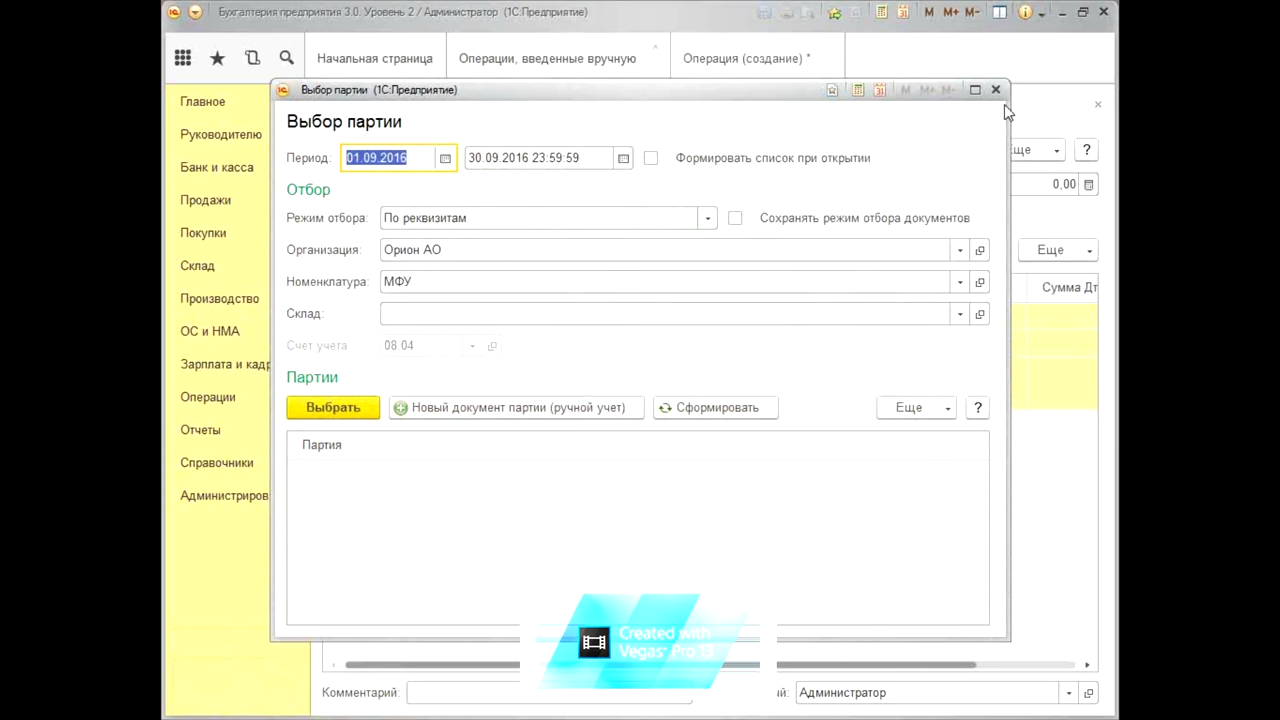 Бухгалтерия предприятия 3.0. Уровень 2 / Администратор (1С:Предприятие)
M M+ M-
Начальная страница
Операции, введенные вручную
Операция (создание) *
Главное
Руководителю
Банк и касса
Продажи
Покупки
Склад
Производство
ОС и НМА
Зарплата и кадр
Операции
Отчеты
Справочники
Администриров
Выбор партии (1С:Предприятие)
M M+ M-
Выбор партии
Период: 01.09.2016 30.09.2016 23:59:59 Формировать список при открытии
Отбор
Режим отбора: По реквизитам Сохранять режим отбора документов
Организация: Орион АО
Номенклатура: МФУ
Склад:
Счет учета 08.04
Партии
Выбрать Новый документ партии (ручной учет) Сформировать Еще ?
Партия
Еще ?
0,00
Еще
Сумма Дт
Created with
Vegas Pro 13
Комментарий:
Администратор